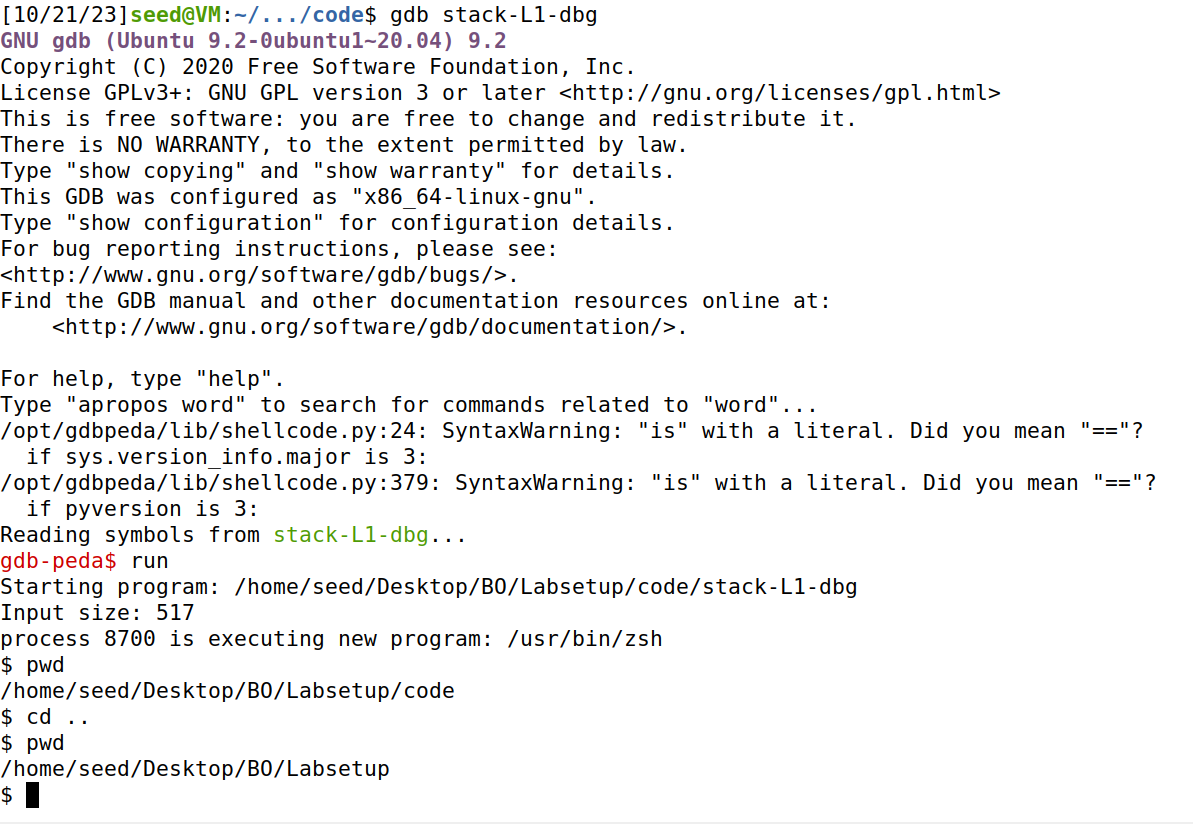 [10/21/23]seed@VM:~/.../code$ gdb stack-L1-dbg
GNU gdb (Ubuntu 9.2-0ubuntu1~20.04) 9.2
Copyright (C) 2020 Free Software Foundation, Inc.
License GPLv3+: GNU GPL version 3 or later <http://gnu.org/licenses/gpl.html>
This is free software: you are free to change and redistribute it.
There is NO WARRANTY, to the extent permitted by law.
Type "show copying" and "show warranty" for details.
This GDB was configured as "x86_64-linux-gnu".
Type "show configuration" for configuration details.
For bug reporting instructions, please see:
<http://www.gnu.org/software/gdb/bugs/>.
Find the GDB manual and other documentation resources online at:
    <http://www.gnu.org/software/gdb/documentation/>.

For help, type "help".
Type "apropos word" to search for commands related to "word"...
/opt/gdbpeda/lib/shellcode.py:24: SyntaxWarning: "is" with a literal. Did you mean "=="?
  if sys.version_info.major is 3:
/opt/gdbpeda/lib/shellcode.py:379: SyntaxWarning: "is" with a literal. Did you mean "=="?
  if pyversion is 3:
Reading symbols from stack-L1-dbg...
gdb-peda$ run
Starting program: /home/seed/Desktop/BO/Labsetup/code/stack-L1-dbg
Input size: 517
process 8700 is executing new program: /usr/bin/zsh
$ pwd
/home/seed/Desktop/BO/Labsetup/code
$ cd ..
$ pwd
/home/seed/Desktop/BO/Labsetup
$